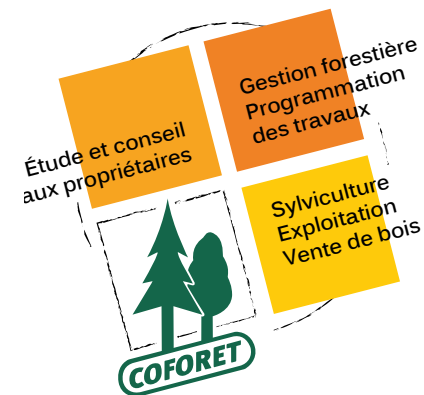 Étude et conseil
aux propriétaires
Gestion forestière
Programmation
des travaux
Sylviculture
Exploitation
Vente de bois
COFORET